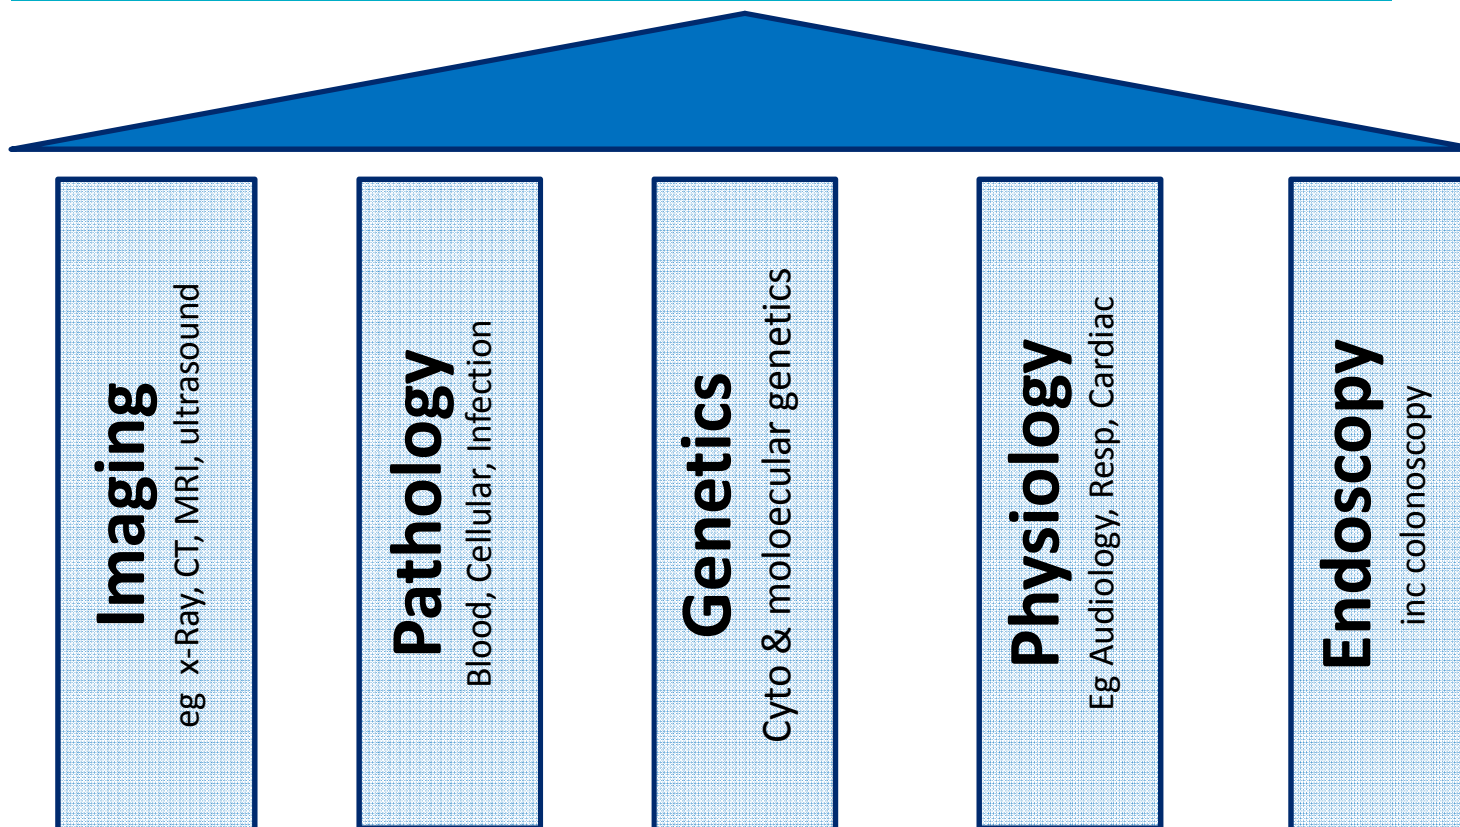 Imaging
eg x-Ray, CT, MRI, ultrasound
Pathology
Blood, Cellular, Infection
Genetics
Cyto & moloecular genetics
Physiology
Eg Audiology, Resp, Cardiac
Endoscopy
inc colonoscopy